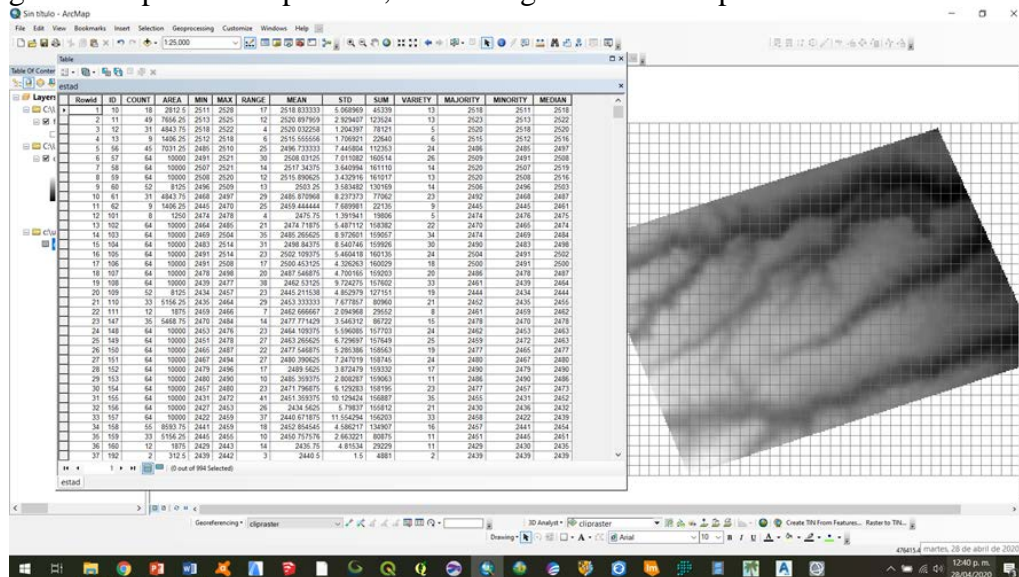 Sin título - ArcMap
File Edit View Bookmarks Insert Selection Geoprocessing Customize Windows Help
1:25.000
Table Of Conter
Table
estad
Layers
Rowid ID COUNT AREA MIN MAX RANGE MEAN STD SUM VARIETY MAJORITY MINORITY MEDIAN
1 10 18 2812.5 2511 2528 17 2518.833333 5.068969 45339 13 2518 2511 2518
2 11 49 7656.25 2513 2525 12 2520.897959 2.929407 123524 13 2523 2513 2522
3 12 31 4843.75 2518 2522 4 2520.032258 1.204397 78121 5 2520 2518 2520
4 13 9 1406.25 2512 2518 6 2515.555556 1.706921 22640 6 2515 2512 2516
5 56 45 7031.25 2485 2510 25 2496.733333 7.445804 112353 24 2486 2485 2497
6 57 64 10000 2491 2521 30 2508.03125 7.011082 160514 26 2509 2491 2508
7 58 64 10000 2507 2521 14 2517.34375 3.640994 161110 14 2520 2507 2519
8 59 64 10000 2508 2520 12 2515.890625 3.432916 161017 13 2520 2508 2516
9 60 52 8125 2496 2509 13 2503.25 3.583482 130169 14 2506 2496 2503
10 61 31 4843.75 2468 2497 29 2485.870968 8.237373 77062 23 2492 2468 2487
11 62 9 1406.25 2445 2470 25 2459.444444 7.689981 22135 9 2445 2445 2461
12 101 8 1250 2474 2478 4 2475.75 1.391941 19806 5 2474 2476 2475
13 102 64 10000 2464 2485 21 2474.71875 5.487112 158382 22 2470 2465 2474
14 103 64 10000 2469 2504 35 2485.265625 8.972601 159057 34 2474 2469 2484
15 104 64 10000 2483 2514 31 2498.84375 8.540746 159926 30 2490 2483 2498
16 105 64 10000 2491 2514 23 2502.109375 5.460418 160135 24 2504 2491 2502
17 106 64 10000 2491 2508 17 2500.453125 4.326263 160029 18 2500 2491 2500
18 107 64 10000 2478 2498 20 2487.546875 4.700165 159203 20 2486 2478 2487
19 108 64 10000 2439 2477 38 2462.53125 9.724275 157602 33 2461 2439 2464
20 109 52 8125 2434 2457 23 2445.211538 4.852979 127151 19 2444 2434 2444
21 110 33 5156.25 2435 2464 29 2453.333333 7.677857 80960 21 2452 2435 2455
22 111 12 1875 2459 2466 7 2462.666667 2.094968 29552 8 2461 2459 2462
23 147 35 5468.75 2470 2484 14 2477.771429 3.546312 86722 15 2478 2470 2478
24 148 64 10000 2453 2476 23 2464.109375 5.596085 157703 24 2462 2453 2463
25 149 64 10000 2451 2478 27 2463.265625 6.729697 157649 25 2459 2472 2463
26 150 64 10000 2465 2487 22 2477.546875 5.285386 158563 19 2477 2465 2477
27 151 64 10000 2467 2494 27 2480.390625 7.247019 158745 24 2480 2467 2480
28 152 64 10000 2479 2496 17 2489.5625 3.872479 159332 17 2490 2479 2490
29 153 64 10000 2480 2490 10 2485.359375 2.808287 159063 11 2486 2490 2486
30 154 64 10000 2457 2480 23 2471.796875 6.129283 158195 23 2477 2457 2473
31 155 64 10000 2431 2472 41 2451.359375 10.129424 156887 35 2455 2431 2452
32 156 64 10000 2427 2453 26 2434.5625 5.79837 155812 21 2430 2436 2432
33 157 64 10000 2422 2459 37 2440.671875 11.554294 156203 33 2458 2422 2439
34 158 55 8593.75 2441 2459 18 2452.854545 4.586217 134907 16 2457 2441 2454
35 159 33 5156.25 2445 2455 10 2450.757576 2.663221 80875 11 2451 2445 2451
36 160 12 1875 2429 2443 14 2435.75 4.81534 29229 11 2429 2430 2435
37 192 2 312.5 2439 2442 3 2440.5 1.5 4881 2 2439 2439 2439
1 (0 out of 994 Selected)
estad
Georeferencing clipraster
3D Analyst clipraster Create TIN From Features... Raster to TIN...
Drawing Arial 10 B I U A
martes, 28 de abril de 2020
12:40 p. m.
28/04/2020